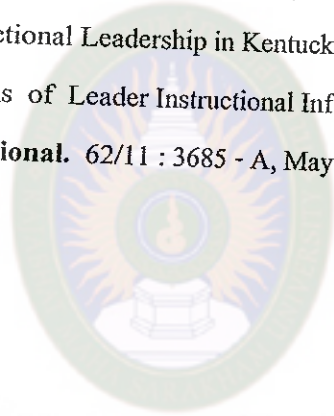 ctional Leadership in Kentuck
s of Leader Instructional Inf
ional. 62/11 : 3685 - A, May